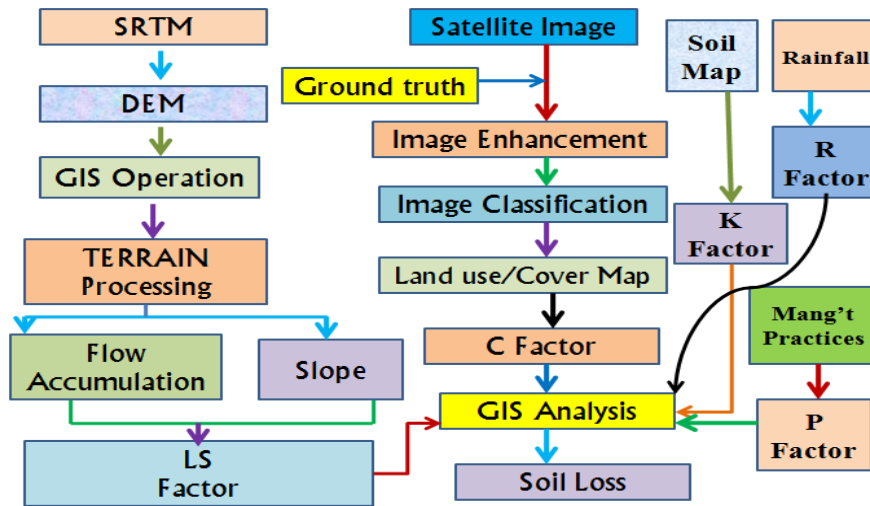 SRTM
DEM
GIS Operation
TERRAIN
Processing
Flow
Accumulation
Slope
LS
Factor
Satellite Image
Ground truth
Image Enhancement
Image Classification
Land use/Cover Map
C Factor
GIS Analysis
Soil Loss
Soil
Map
K
Factor
Rainfall
R
Factor
Mang't
Practices
P
Factor